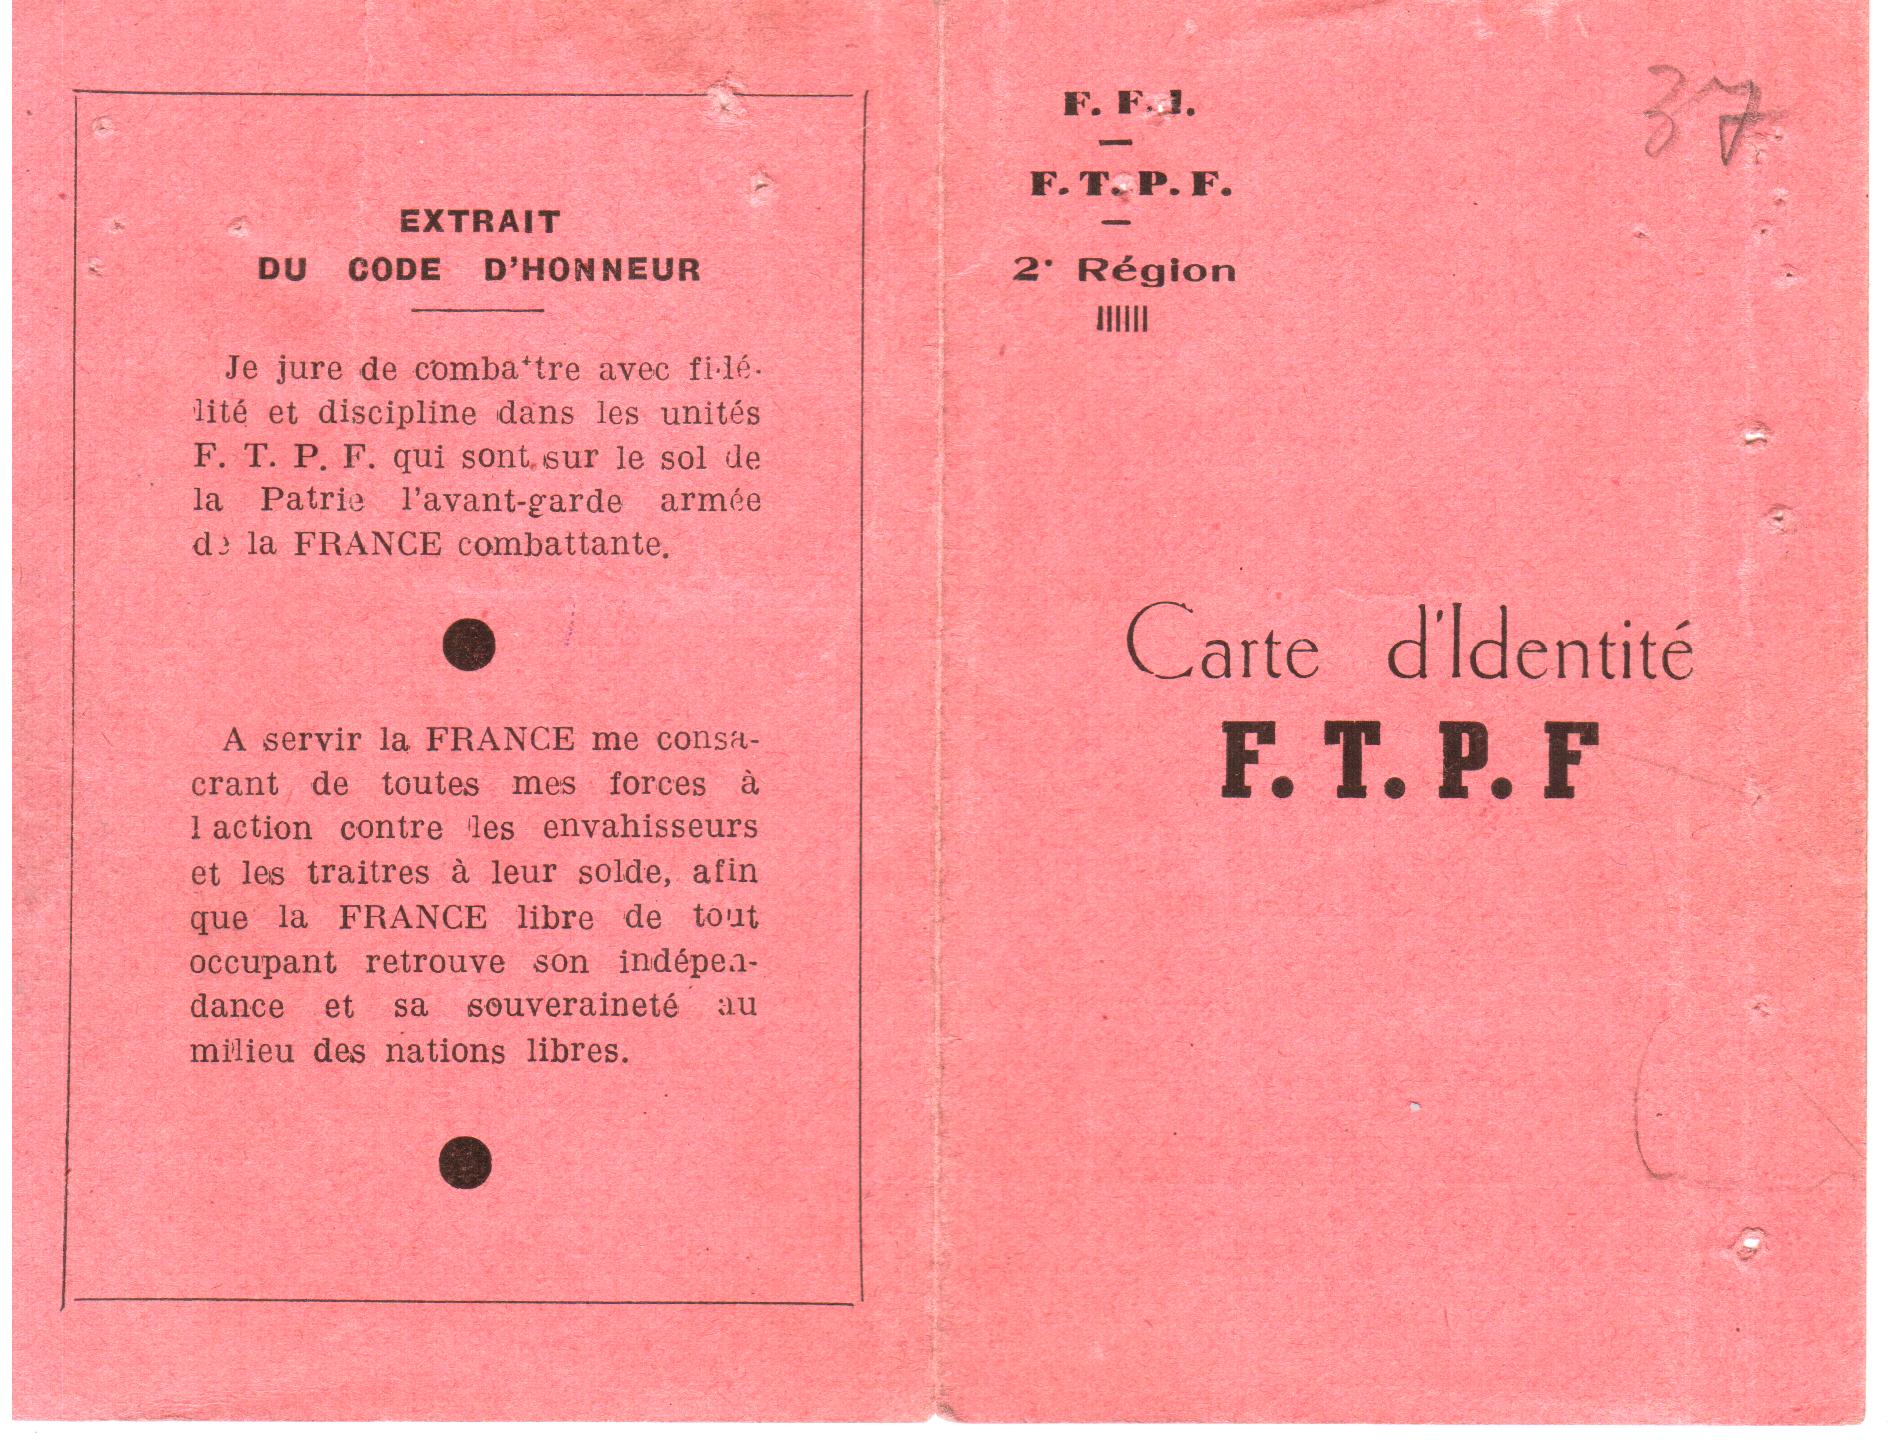 EXTRAIT
DU CODE D'HONNEUR
Je jure de combattre avec fidé-
lité et discipline dans les unités
F. T. P. F. qui sont sur le sol de
la Patrie l'avant-garde armée
de la FRANCE combattante.
A servir la FRANCE me consa-
crant de toutes mes forces à
l action contre les envahisseurs
et les traitres à leur solde, afin
que la FRANCE libre de tout
occupant retrouve son indépen-
dance et sa souveraineté au
milieu des nations libres.
F. F. I.
F. T. P. F.
2e Région
37
Carte d'Identité
F. T. P. F